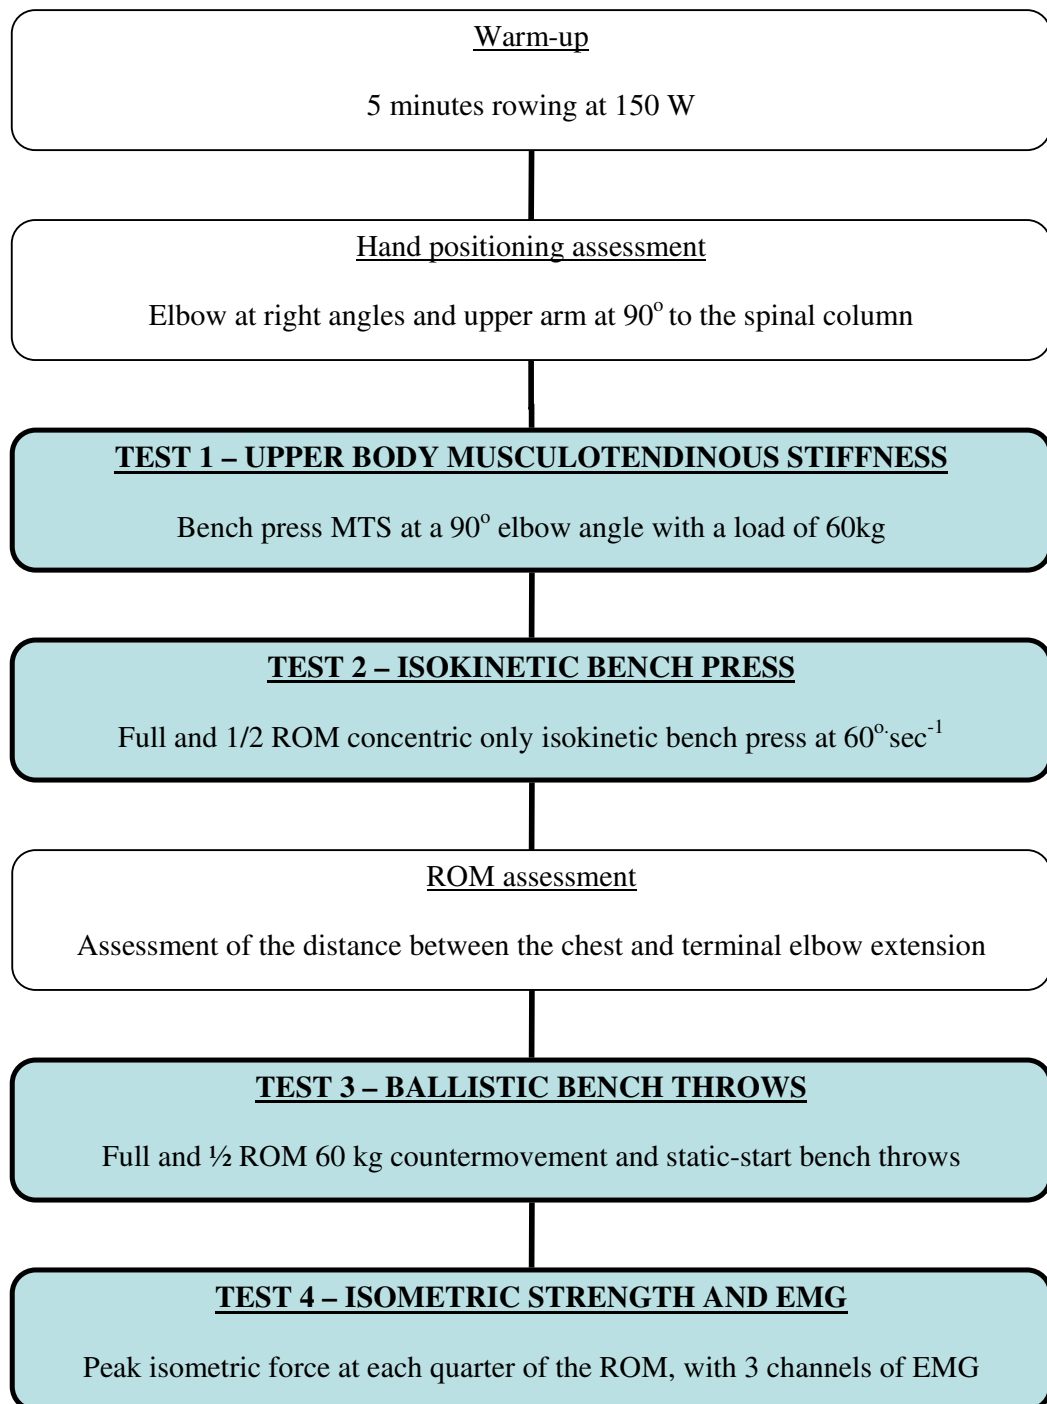 Warm-up
5 minutes rowing at 150 W
Hand positioning assessment
Elbow at right angles and upper arm at 90° to the spinal column
TEST 1 – UPPER BODY MUSCULOTENDINOUS STIFFNESS
Bench press MTS at a 90° elbow angle with a load of 60kg
TEST 2 – ISOKINETIC BENCH PRESS
Full and 1/2 ROM concentric only isokinetic bench press at 60°·sec⁻¹
ROM assessment
Assessment of the distance between the chest and terminal elbow extension
TEST 3 – BALLISTIC BENCH THROWS
Full and ½ ROM 60 kg countermovement and static-start bench throws
TEST 4 – ISOMETRIC STRENGTH AND EMG
Peak isometric force at each quarter of the ROM, with 3 channels of EMG